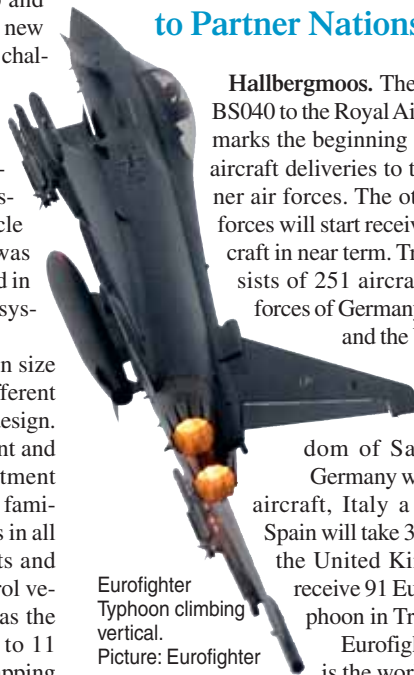 ) and
new
chal-
-
s-
cle
was
d in
sys-
n size
fferent
esign.
nt and
tment
fami-
s in all
ts and
rol ve-
as the
to 11
pping
to Partner Nations
Hallbergmoos. The
BS040 to the Royal Ai
marks the beginning
aircraft deliveries to t
ner air forces. The ot
forces will start receiv
craft in near term. Tr
sists of 251 aircra
forces of Germany
and the
dom of Sa
Germany w
aircraft, Italy a
Spain will take 3
the United Ki
receive 91 Eu
phoon in Tr
Eurofigh
is the wor
Eurofighter
Typhoon climbing
vertical.
Picture: Eurofighter